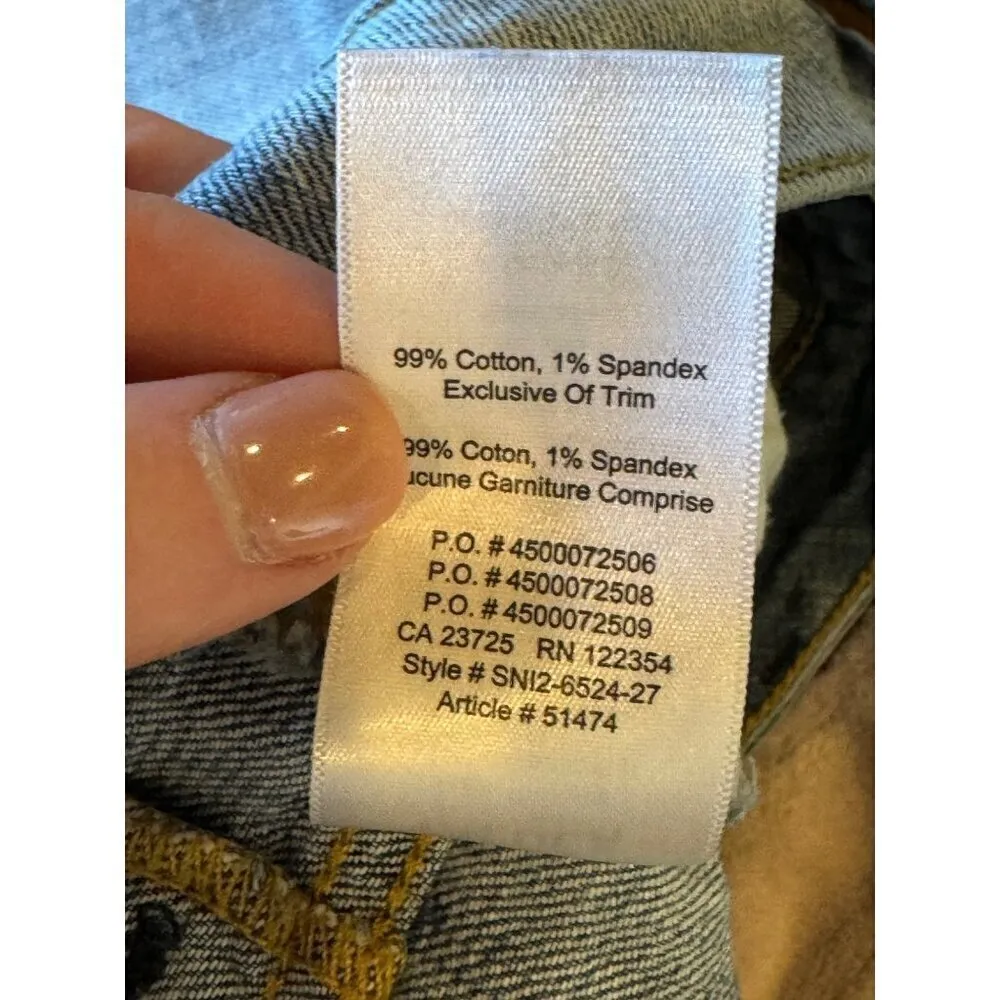 99% Cotton, 1% Spandex
Exclusive Of Trim
99% Coton, 1% Spandex
Garniture Comprise
P.O. # 4500072506
P.O. # 4500072508
P.O. # 4500072509
CA 23725 RN 122354
Style # SNI2-6524-27
Article # 51474